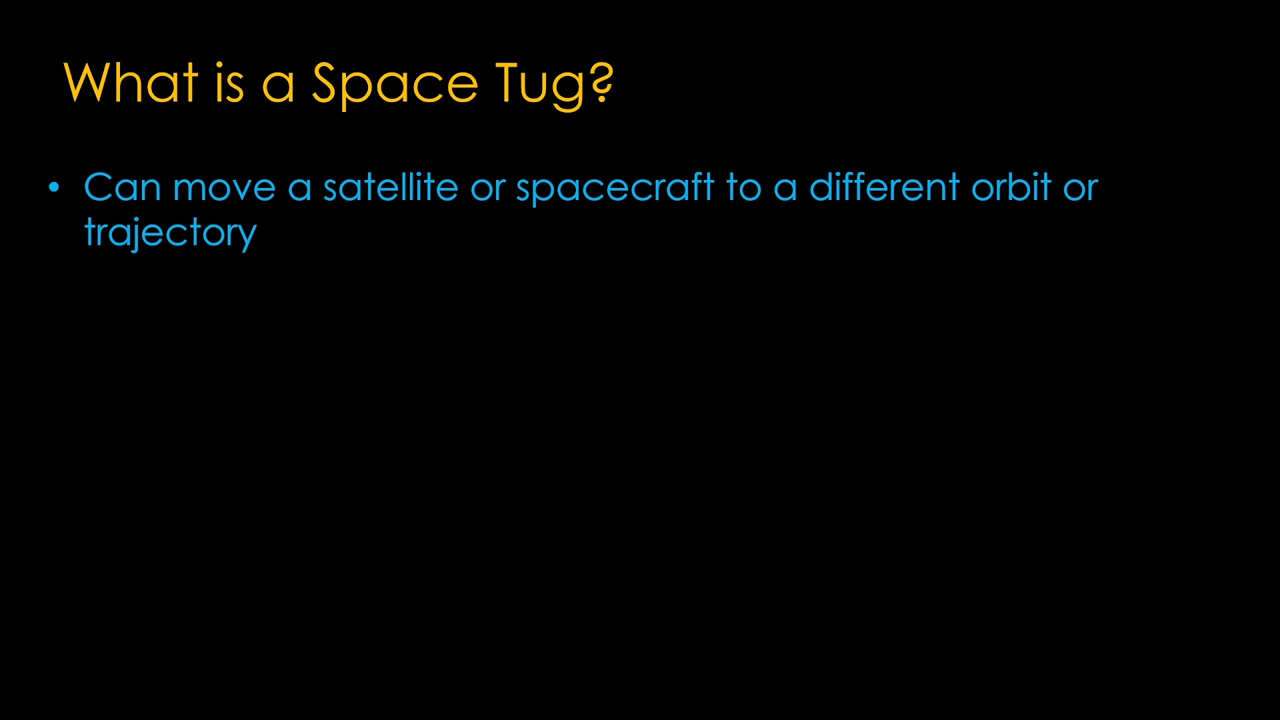 What is a Space Tug?
• Can move a satellite or spacecraft to a different orbit or
trajectory